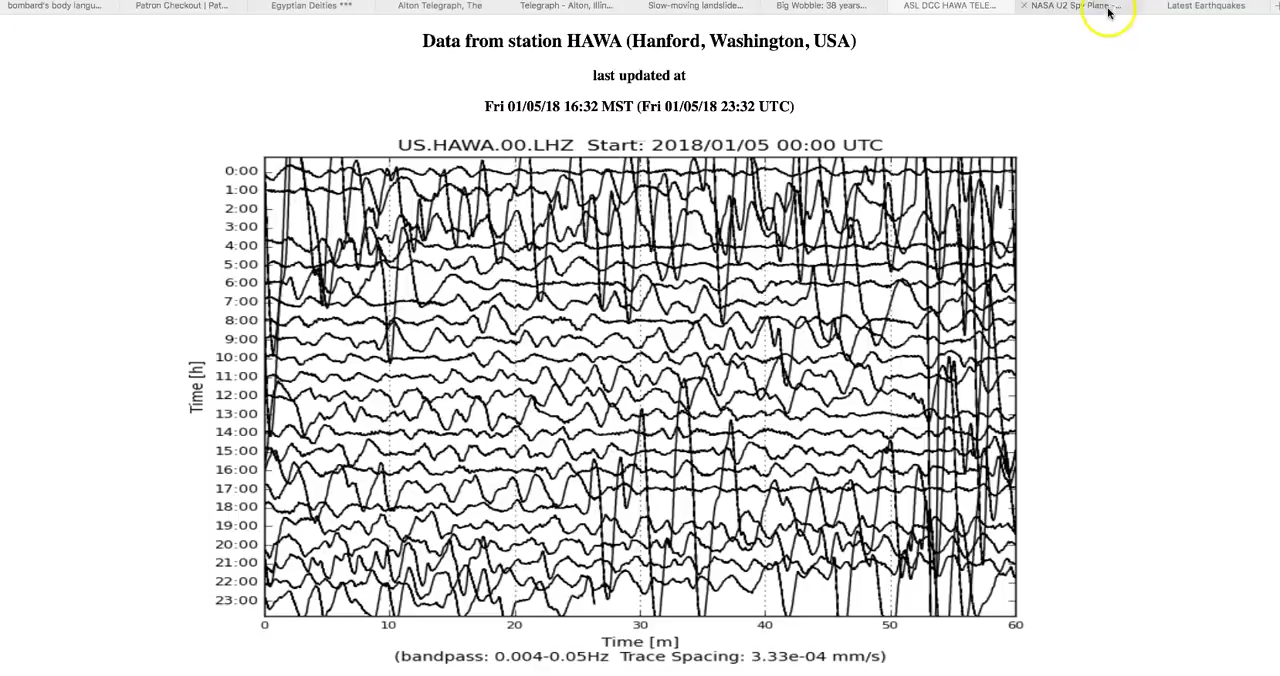 bombard's body langu...
Patron Checkout | Pat...
Egyptian Deities ***
Alton Telegraph, The
Telegraph - Alton, Illin...
Slow-moving landslide...
Big Wobble: 38 years...
ASL DCC HAWA TELE...
NASA U2 Spy Plane -...
Latest Earthquakes
Data from station HAWA (Hanford, Washington, USA)
last updated at
Fri 01/05/18 16:32 MST (Fri 01/05/18 23:32 UTC)
US.HAWA.00.LHZ Start: 2018/01/05 00:00 UTC
0:00
1:00
2:00
3:00
4:00
5:00
6:00
7:00
8:00
9:00
10:00
11:00
12:00
13:00
14:00
15:00
16:00
17:00
18:00
19:00
20:00
21:00
22:00
23:00
Time [h]
0 10 20 30 40 50 60
Time [m]
(bandpass: 0.004-0.05Hz Trace Spacing: 3.33e-04 mm/s)